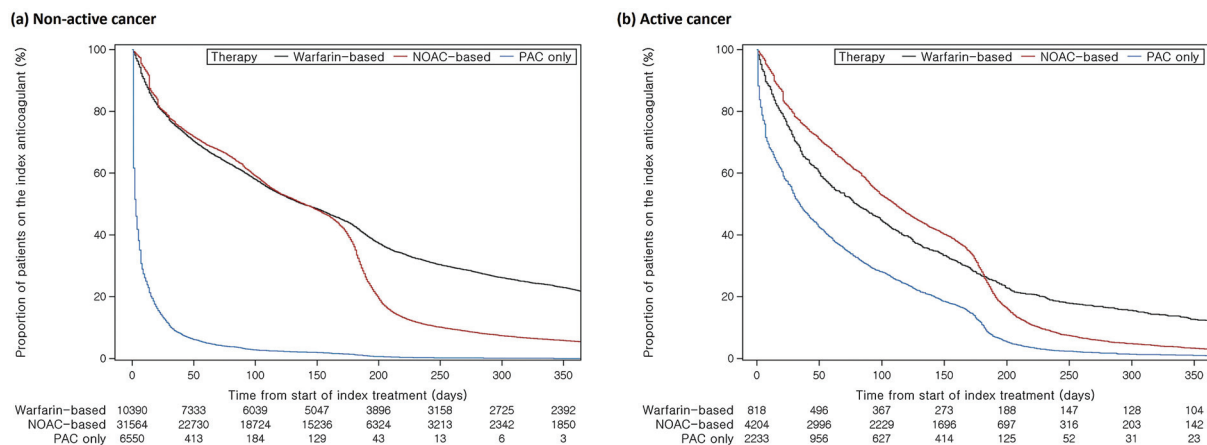 (a) Non-active cancer
Proportion of patients on the index anticoagulant (%)
Therapy Warfarin-based NOAC-based PAC only
100
80
60
40
20
0
0 50 100 150 200 250 300 350
Time from start of index treatment (days)
Warfarin-based 10390 7333 6039 5047 3896 3158 2725 2392
NOAC-based 31564 22730 18724 15236 6324 3213 2342 1850
PAC only 6550 413 184 129 43 13 6 3
(b) Active cancer
Proportion of patients on the index anticoagulant (%)
Therapy Warfarin-based NOAC-based PAC only
100
80
60
40
20
0
0 50 100 150 200 250 300 350
Time from start of index treatment (days)
Warfarin-based 818 496 367 273 188 147 128 104
NOAC-based 4204 2996 2229 1696 697 316 203 142
PAC only 2233 956 627 414 125 52 31 23